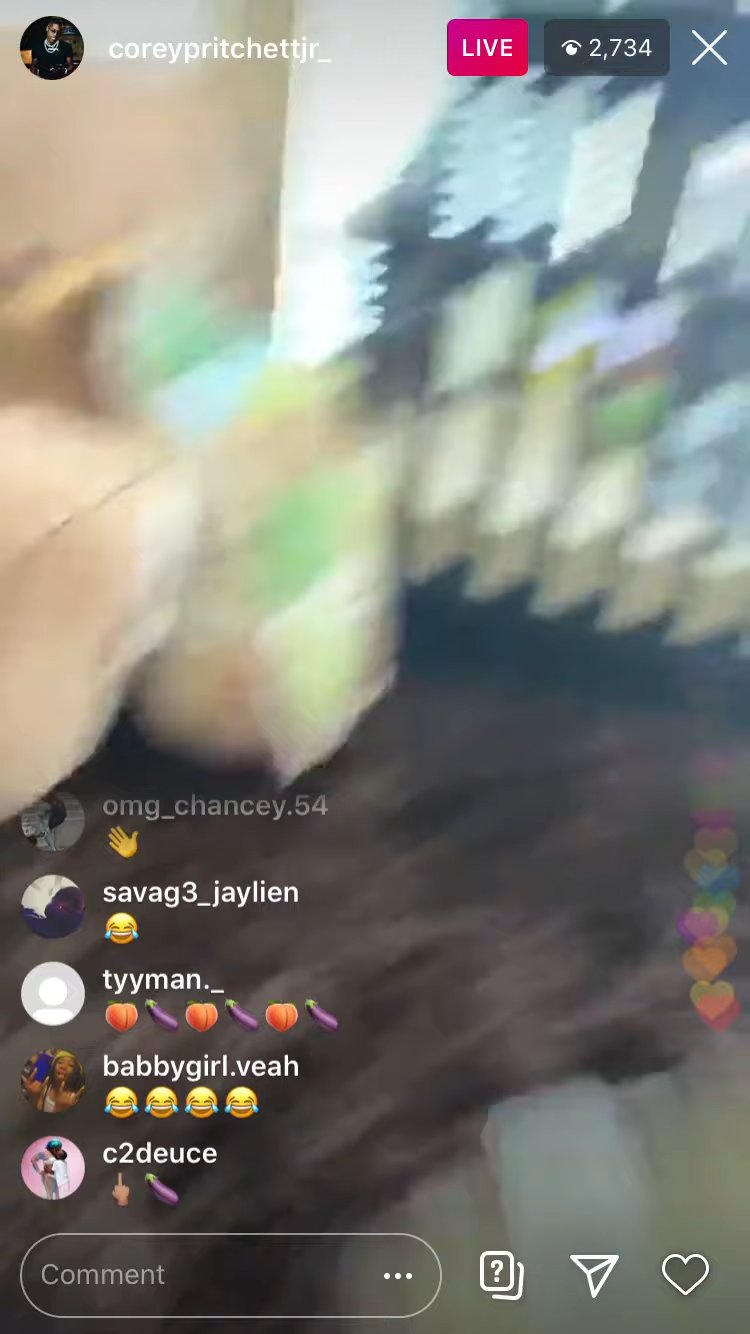 coreypritchettjr_
LIVE
2,734
omg_chancey.54
👋
savag3_jaylien
😂
tyyman._
🍑🍆🍑🍆🍑🍆
babbygirl.veah
😂😂😂😂
c2deuce
🖕🏼🍆
Comment